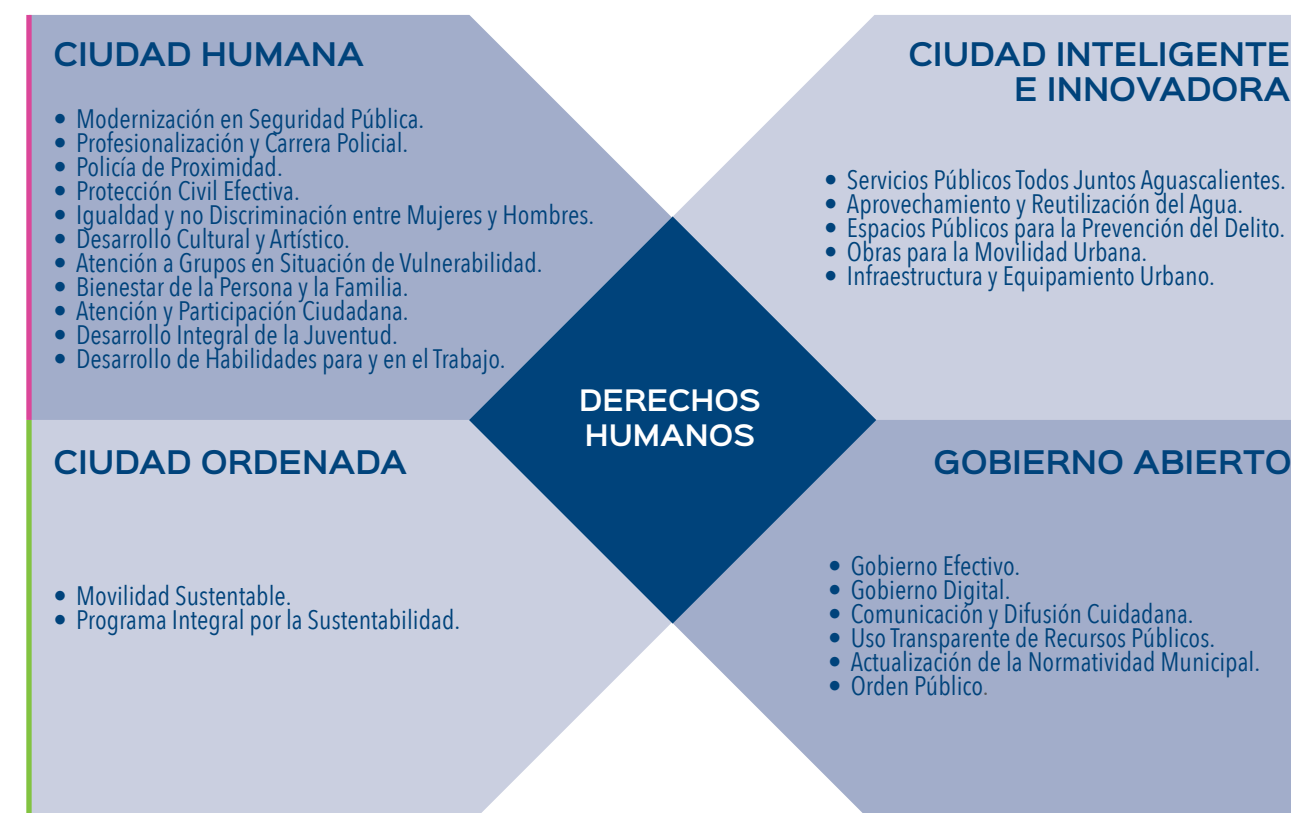 CIUDAD HUMANA
• Modernización en Seguridad Pública.
• Profesionalización y Carrera Policial.
• Policía de Proximidad.
• Protección Civil Efectiva.
• Igualdad y no Discriminación entre Mujeres y Hombres.
• Desarrollo Cultural y Artístico.
• Atención a Grupos en Situación de Vulnerabilidad.
• Bienestar de la Persona y la Familia.
• Atención y Participación Ciudadana.
• Desarrollo Integral de la Juventud.
• Desarrollo de Habilidades para y en el Trabajo.
CIUDAD INTELIGENTE
E INNOVADORA
• Servicios Públicos Todos Juntos Aguascalientes.
• Aprovechamiento y Reutilización del Agua.
• Espacios Públicos para la Prevención del Delito.
• Obras para la Movilidad Urbana.
• Infraestructura y Equipamiento Urbano.
DERECHOS
HUMANOS
CIUDAD ORDENADA
• Movilidad Sustentable.
• Programa Integral por la Sustentabilidad.
GOBIERNO ABIERTO
• Gobierno Efectivo.
• Gobierno Digital.
• Comunicación y Difusión Cuidadana.
• Uso Transparente de Recursos Públicos.
• Actualización de la Normatividad Municipal.
• Orden Público.